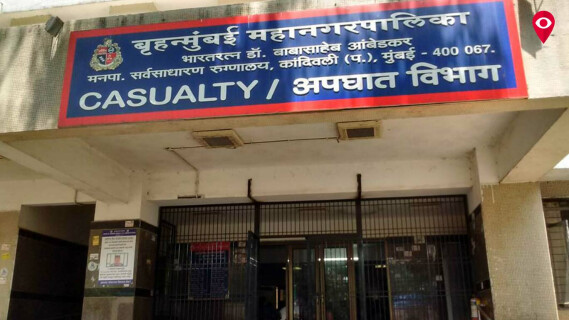 बृहन्मुंबई महानगरपालिका
भारतरत्न डॉ. बाबासाहेब आंबेडकर
मनपा. सर्वसाधारण रुग्णालय, कांदिवली (प.), मुंबई - 400 067.
CASUALTY / अपघात विभाग